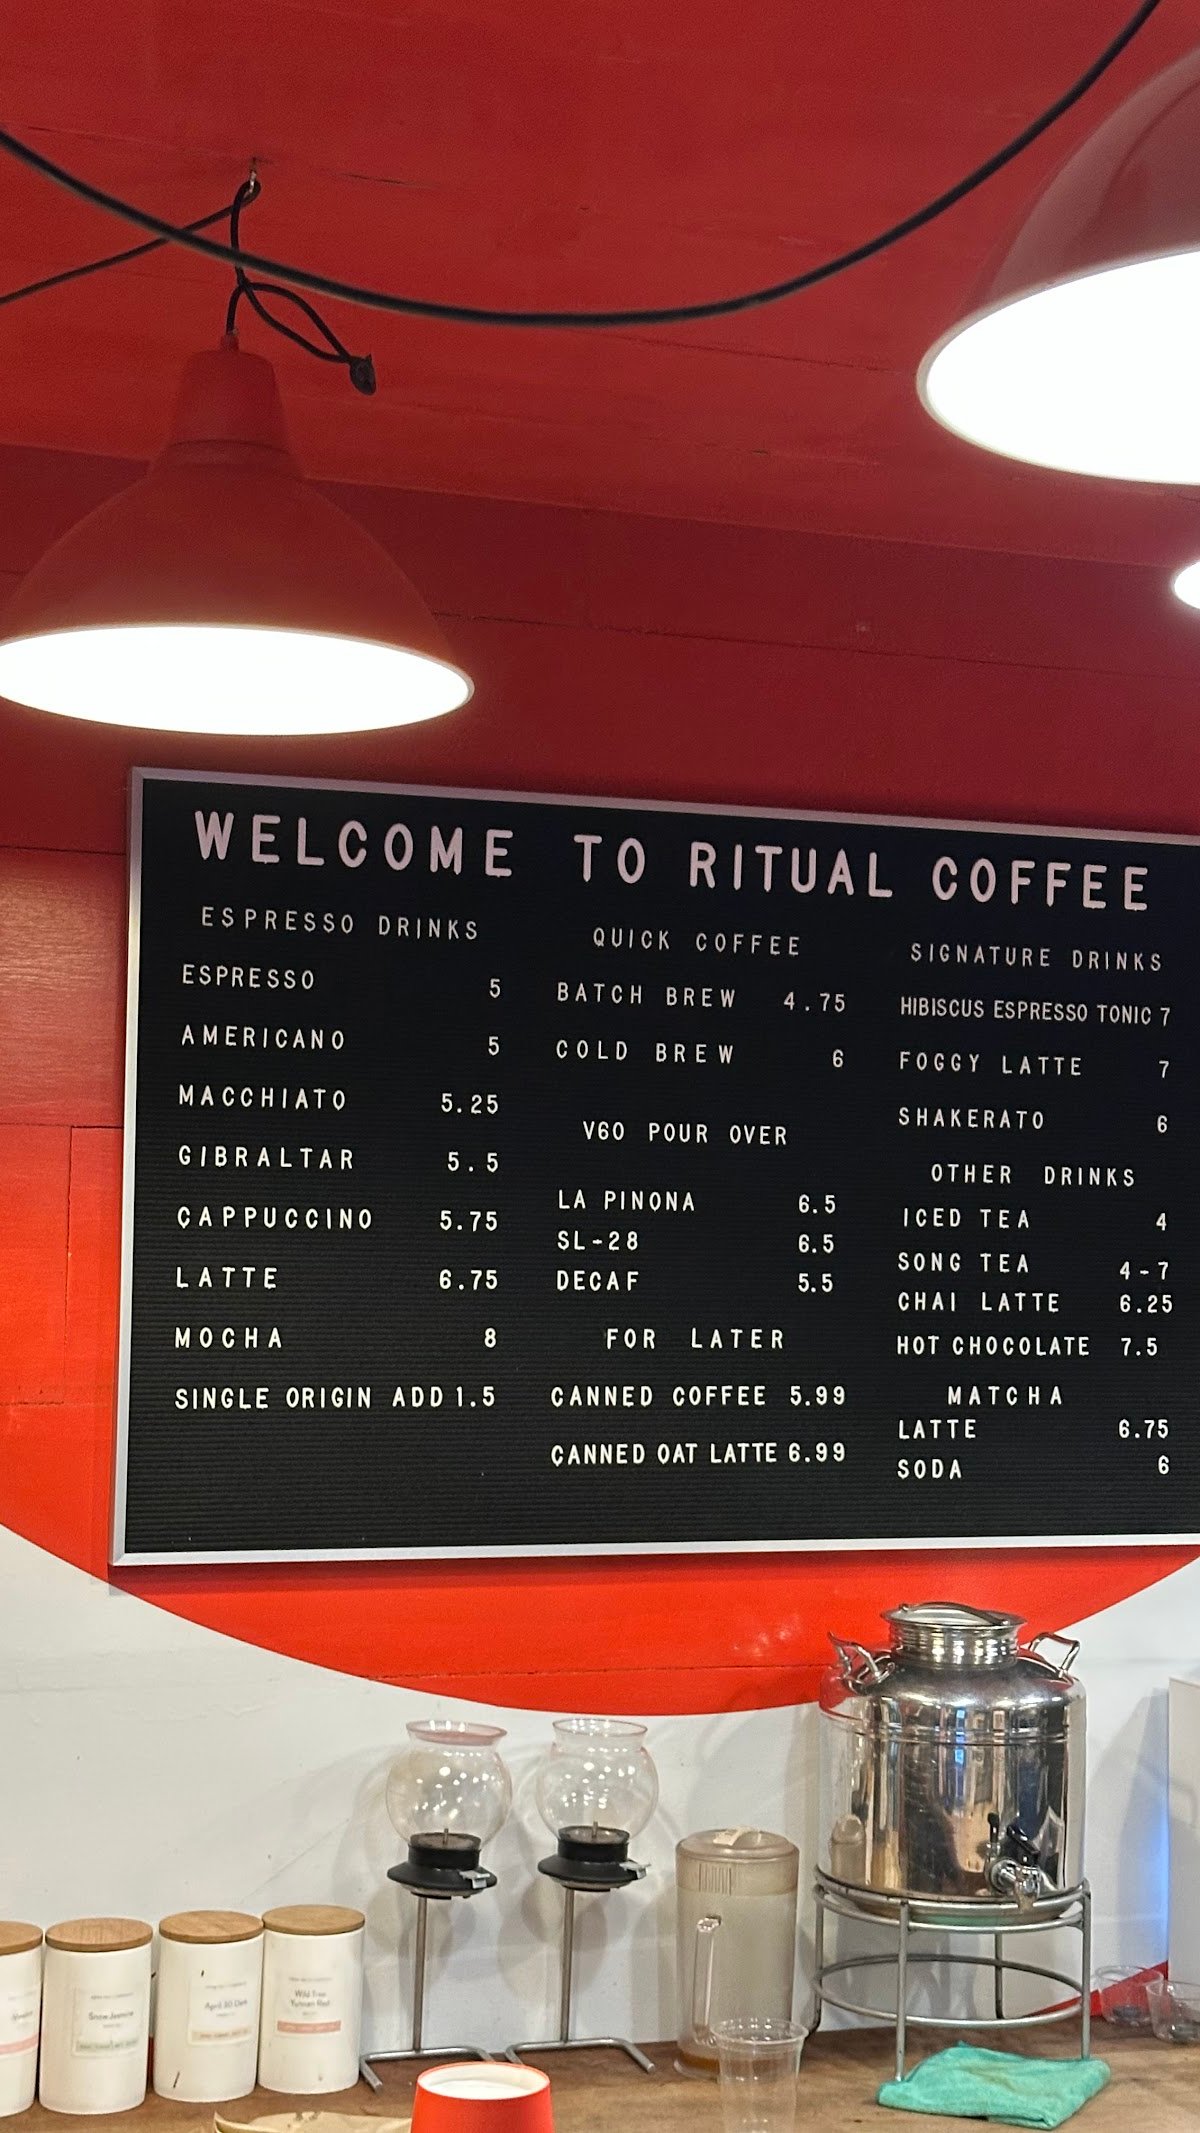 WELCOME TO RITUAL COFFEE
ESPRESSO DRINKS
ESPRESSO 5
AMERICANO 5
MACCHIATO 5.25
GIBRALTAR 5.5
CAPPUCCINO 5.75
LATTE 6.75
MOCHA 8
SINGLE ORIGIN ADD 1.5
QUICK COFFEE
BATCH BREW 4.75
COLD BREW 6
V60 POUR OVER
LA PINONA 6.5
SL-28 6.5
DECAF 5.5
FOR LATER
CANNED COFFEE 5.99
CANNED OAT LATTE 6.99
SIGNATURE DRINKS
HIBISCUS ESPRESSO TONIC 7
FOGGY LATTE 7
SHAKERATO 6
OTHER DRINKS
ICED TEA 4
SONG TEA 4-7
CHAI LATTE 6.25
HOT CHOCOLATE 7.5
MATCHA
LATTE 6.75
SODA 6
Snow Jasmine
Wild Tree
Yunnan Red